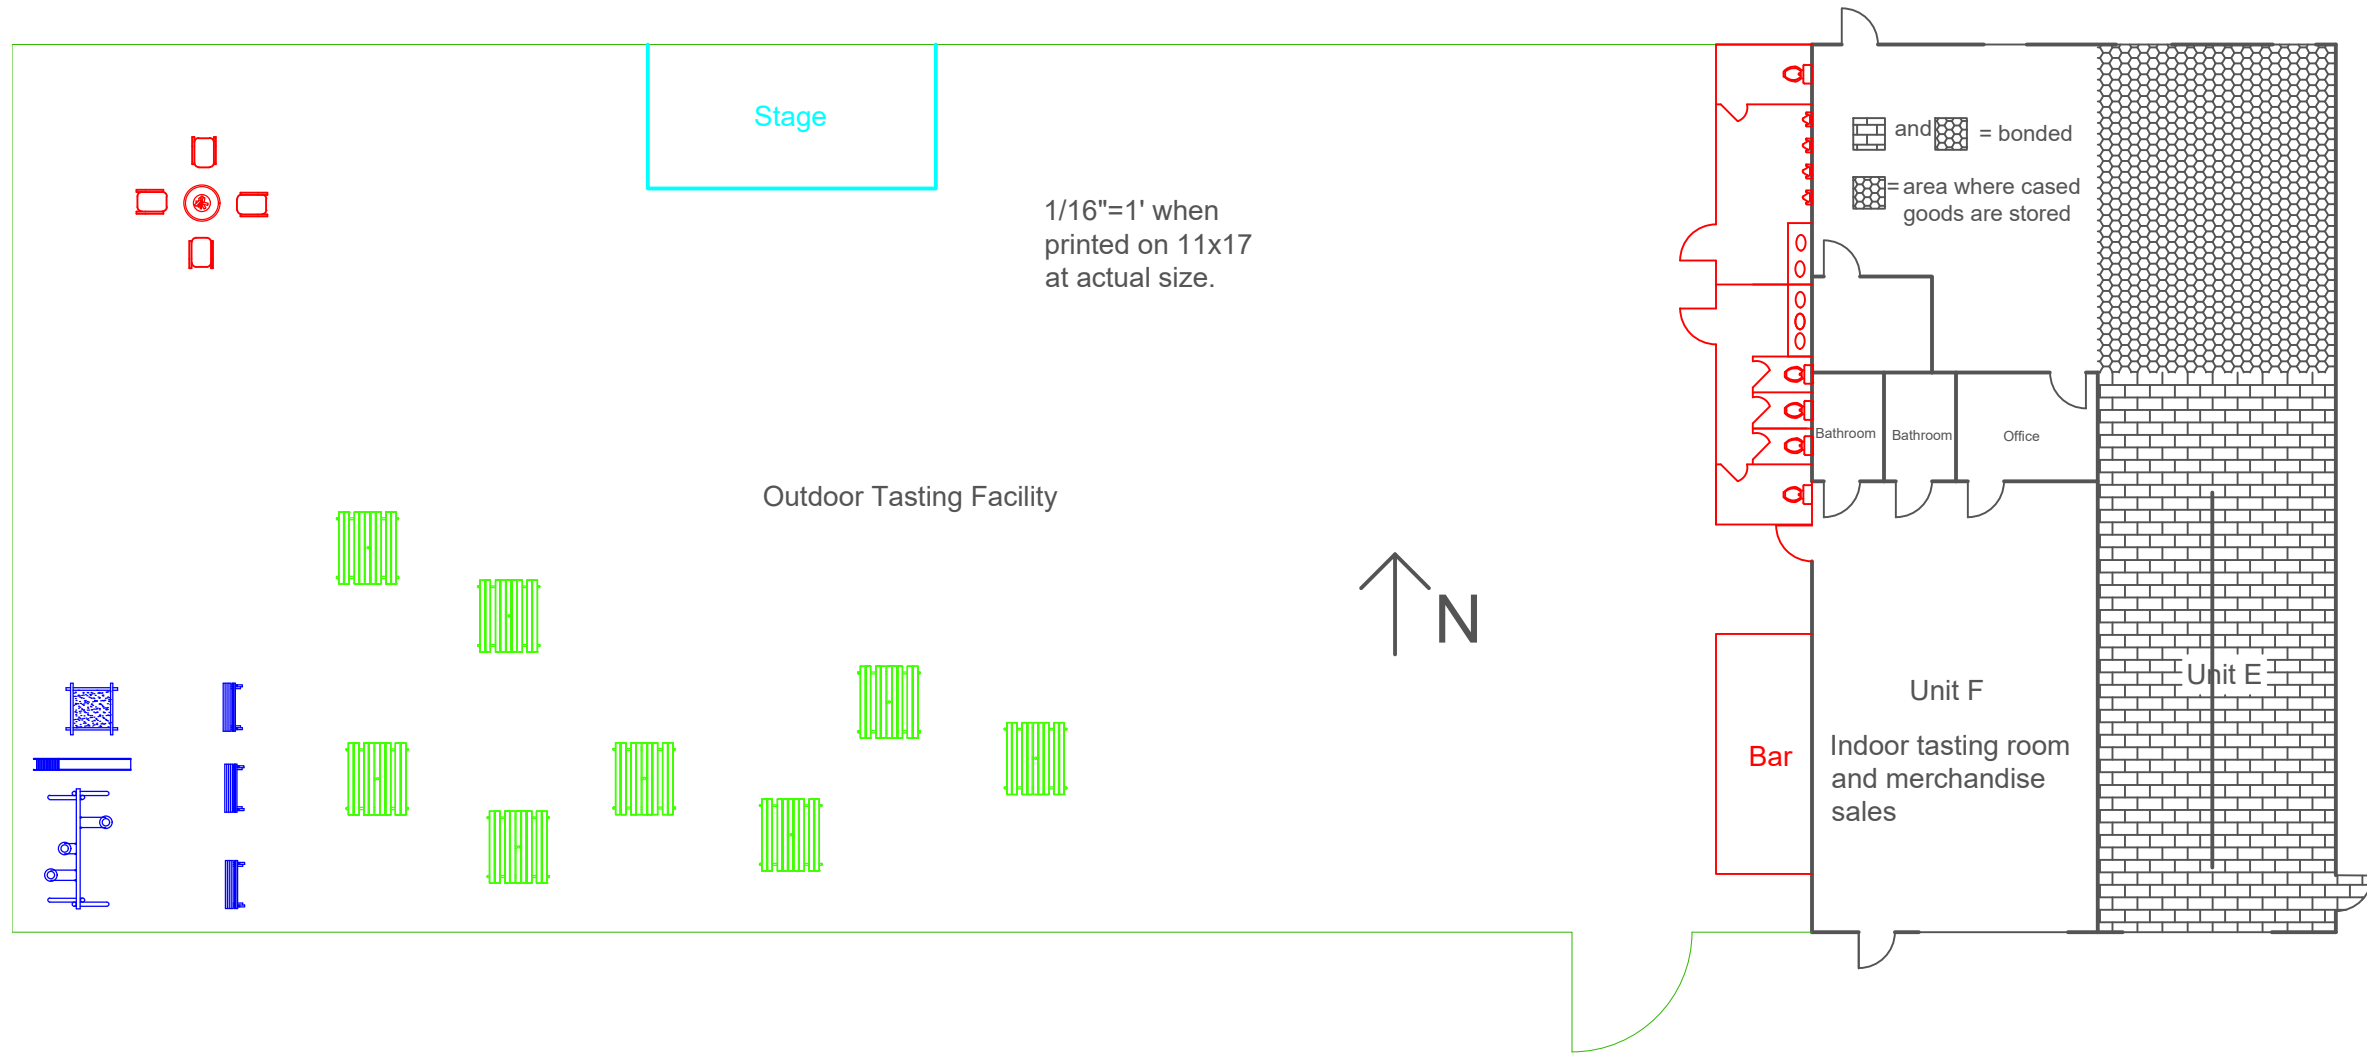 Stage
and
= bonded
= area where cased
goods are stored
1/16"=1' when
printed on 11x17
at actual size.
Bathroom
Bathroom
Office
Outdoor Tasting Facility
N
Unit E
Unit F
Bar
Indoor tasting room
and merchandise
sales